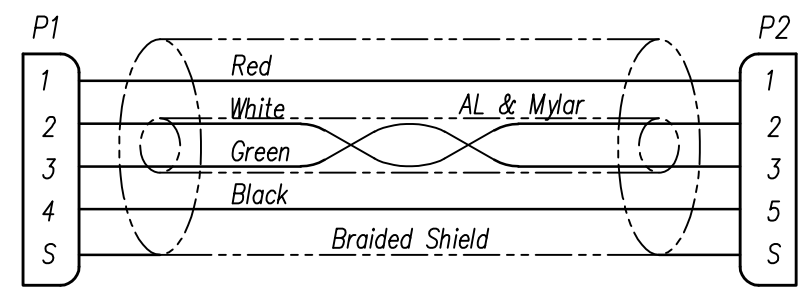 P1 P2
1 Red 1
2 White AL & Mylar 2
3 Green 3
4 Black 5
S Braided Shield S